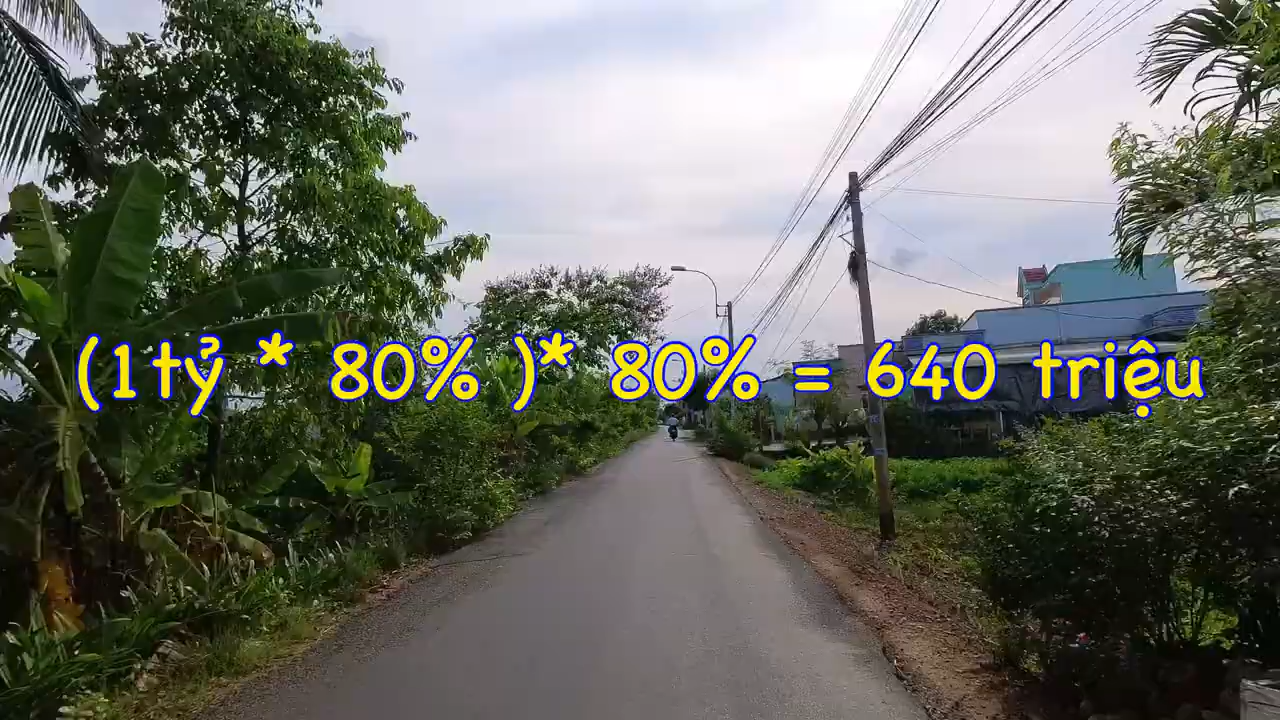 (1 tỷ * 80% )* 80% = 640 triệu